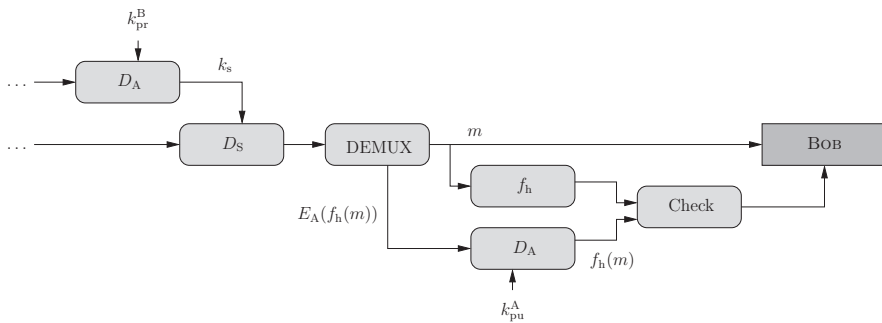 k_pr^B
... D_A k_s
... D_S DEMUX m BOB
f_h
E_A(f_h(m)) Check
D_A f_h(m)
k_pu^A